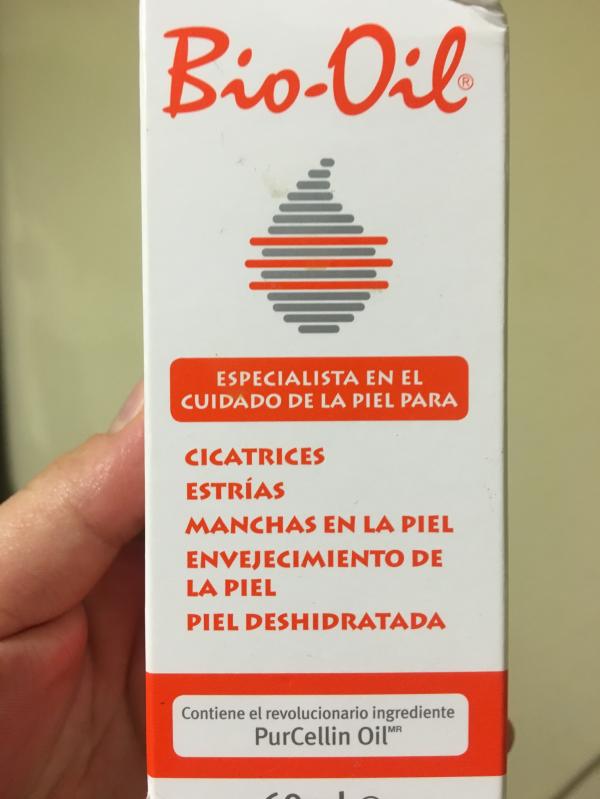 Bio-Oil®
ESPECIALISTA EN EL
CUIDADO DE LA PIEL PARA
CICATRICES
ESTRÍAS
MANCHAS EN LA PIEL
ENVEJECIMIENTO DE
LA PIEL
PIEL DESHIDRATADA
Contiene el revolucionario ingrediente
PurCellin Oil MR